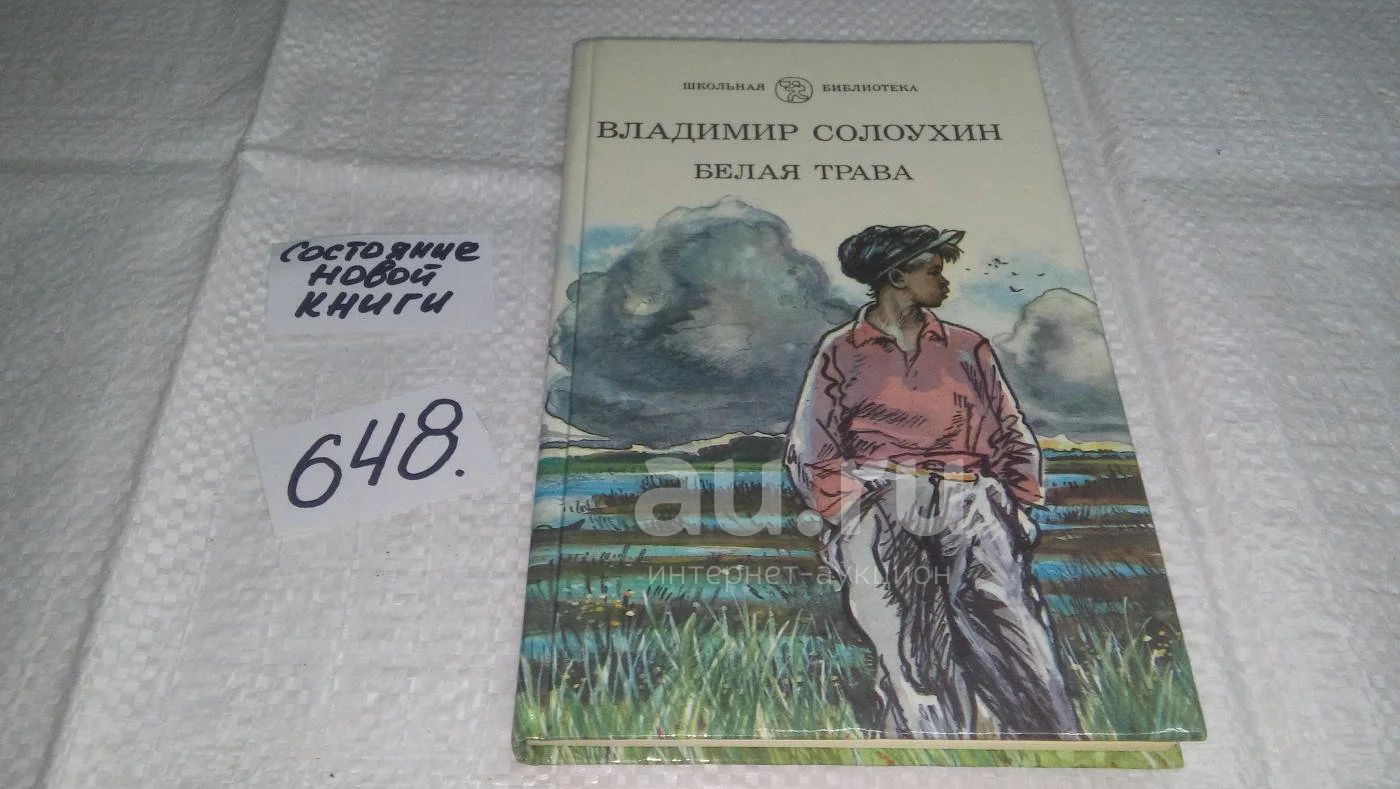 ШКОЛЬНАЯ БИБЛИОТЕКА
ВЛАДИМИР СОЛОУХИН
БЕЛАЯ ТРАВА
состояние
новой
книги
648.
au.ru
интернет-аукцион